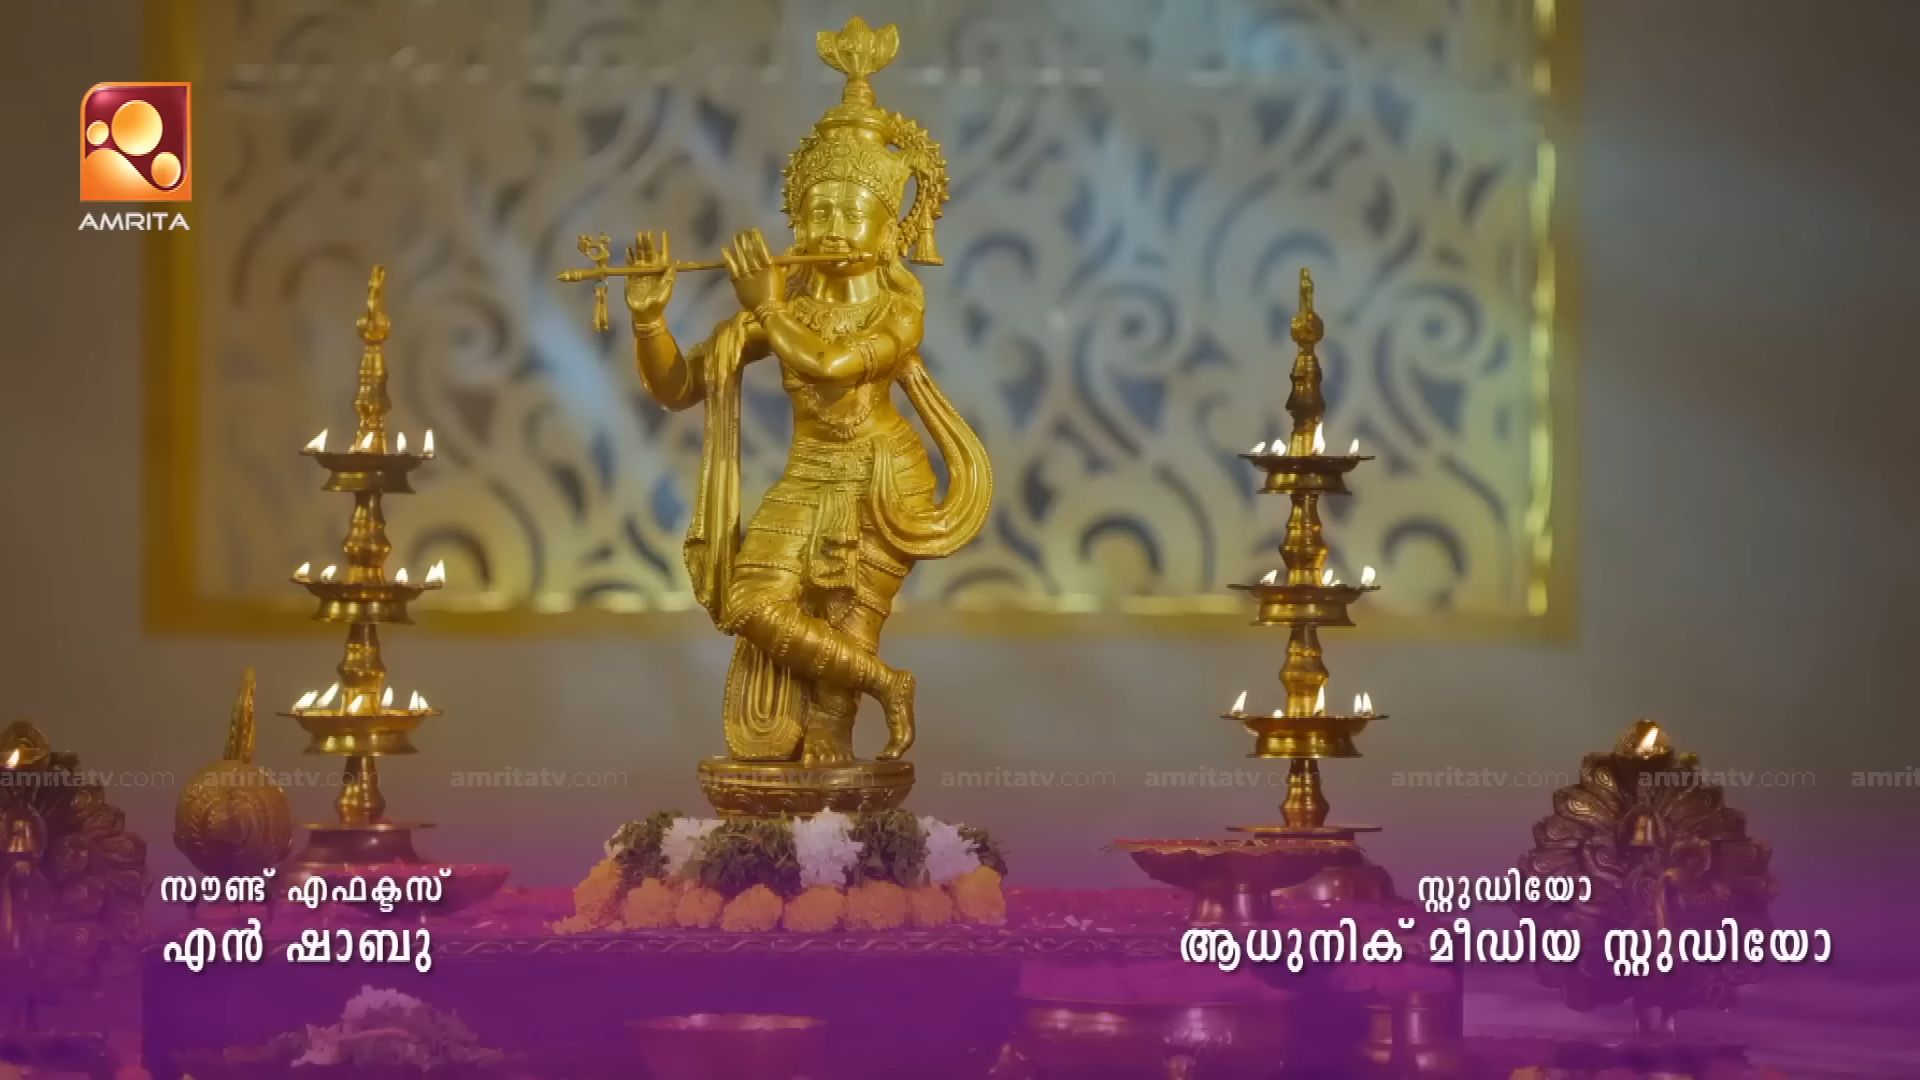 AMRITA
amritatv.com amritatv.com amritatv.com amritatv.com amritatv.com amritatv.com amritatv.com amrit
സൗണ്ട് എഫക്ടസ്
എൻ ഷാബു
സ്റ്റുഡിയോ
ആധുനിക് മീഡിയ സ്റ്റുഡിയോ